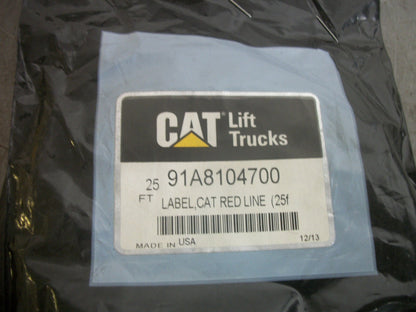 CAT Lift
Trucks
25 91A8104700
FT LABEL,CAT RED LINE (25f
MADE IN USA 12/13